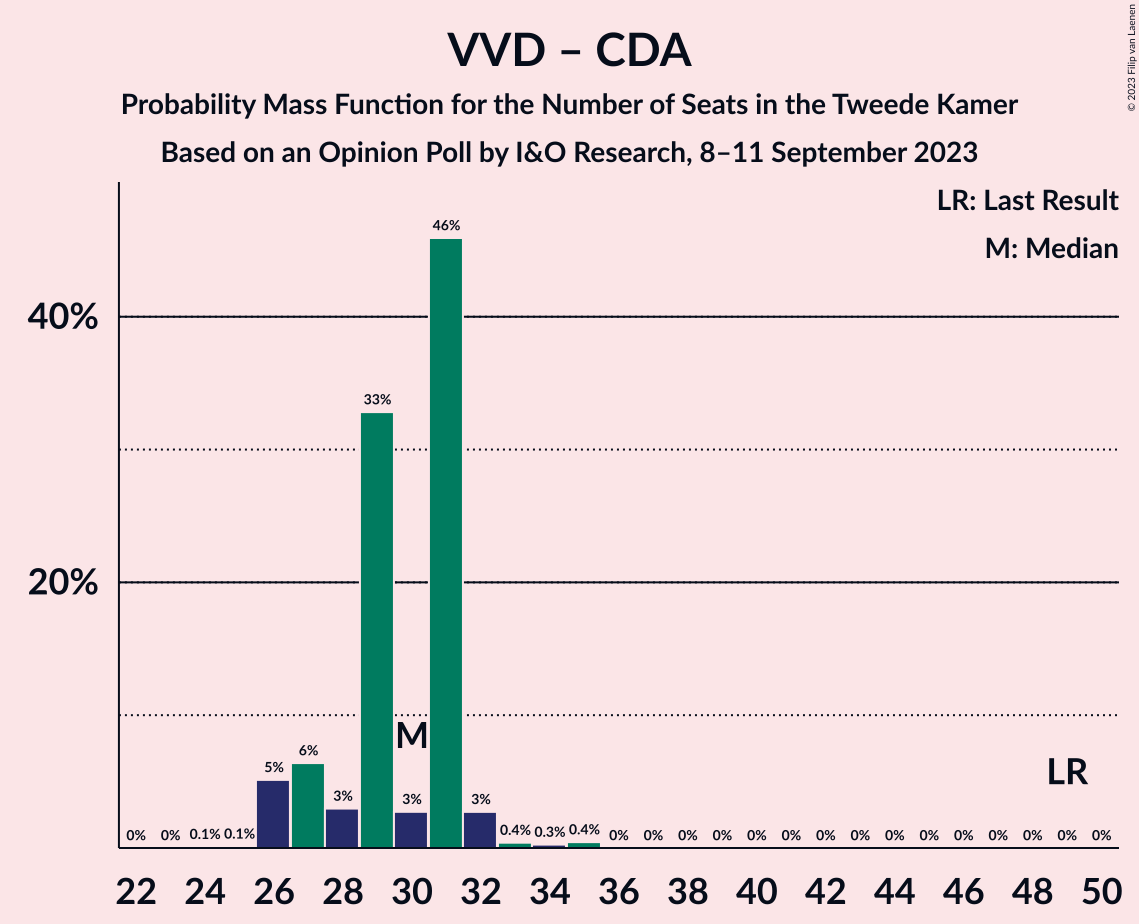 VVD – CDA
Probability Mass Function for the Number of Seats in the Tweede Kamer
Based on an Opinion Poll by I&O Research, 8–11 September 2023
© 2023 Filip van Laenen
LR: Last Result
M: Median
40%
20%
0% 0% 0.1% 0.1% 5% 6% 3% 33% 3% 46% 3% 0.4% 0.3% 0.4% 0% 0% 0% 0% 0% 0% 0% 0% 0% 0% 0% 0% 0% 0% 0%
M
LR
22 24 26 28 30 32 34 36 38 40 42 44 46 48 50